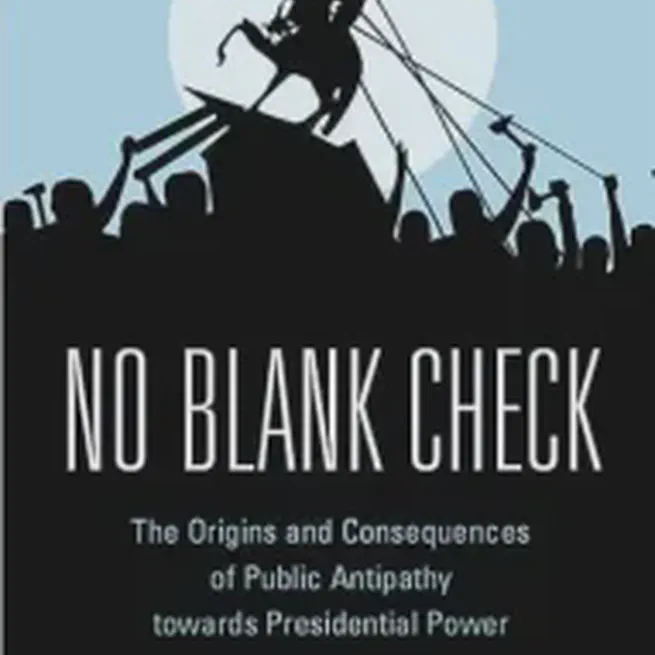 NO BLANK CHECK
The Origins and Consequences
of Public Antipathy
towards Presidential Power